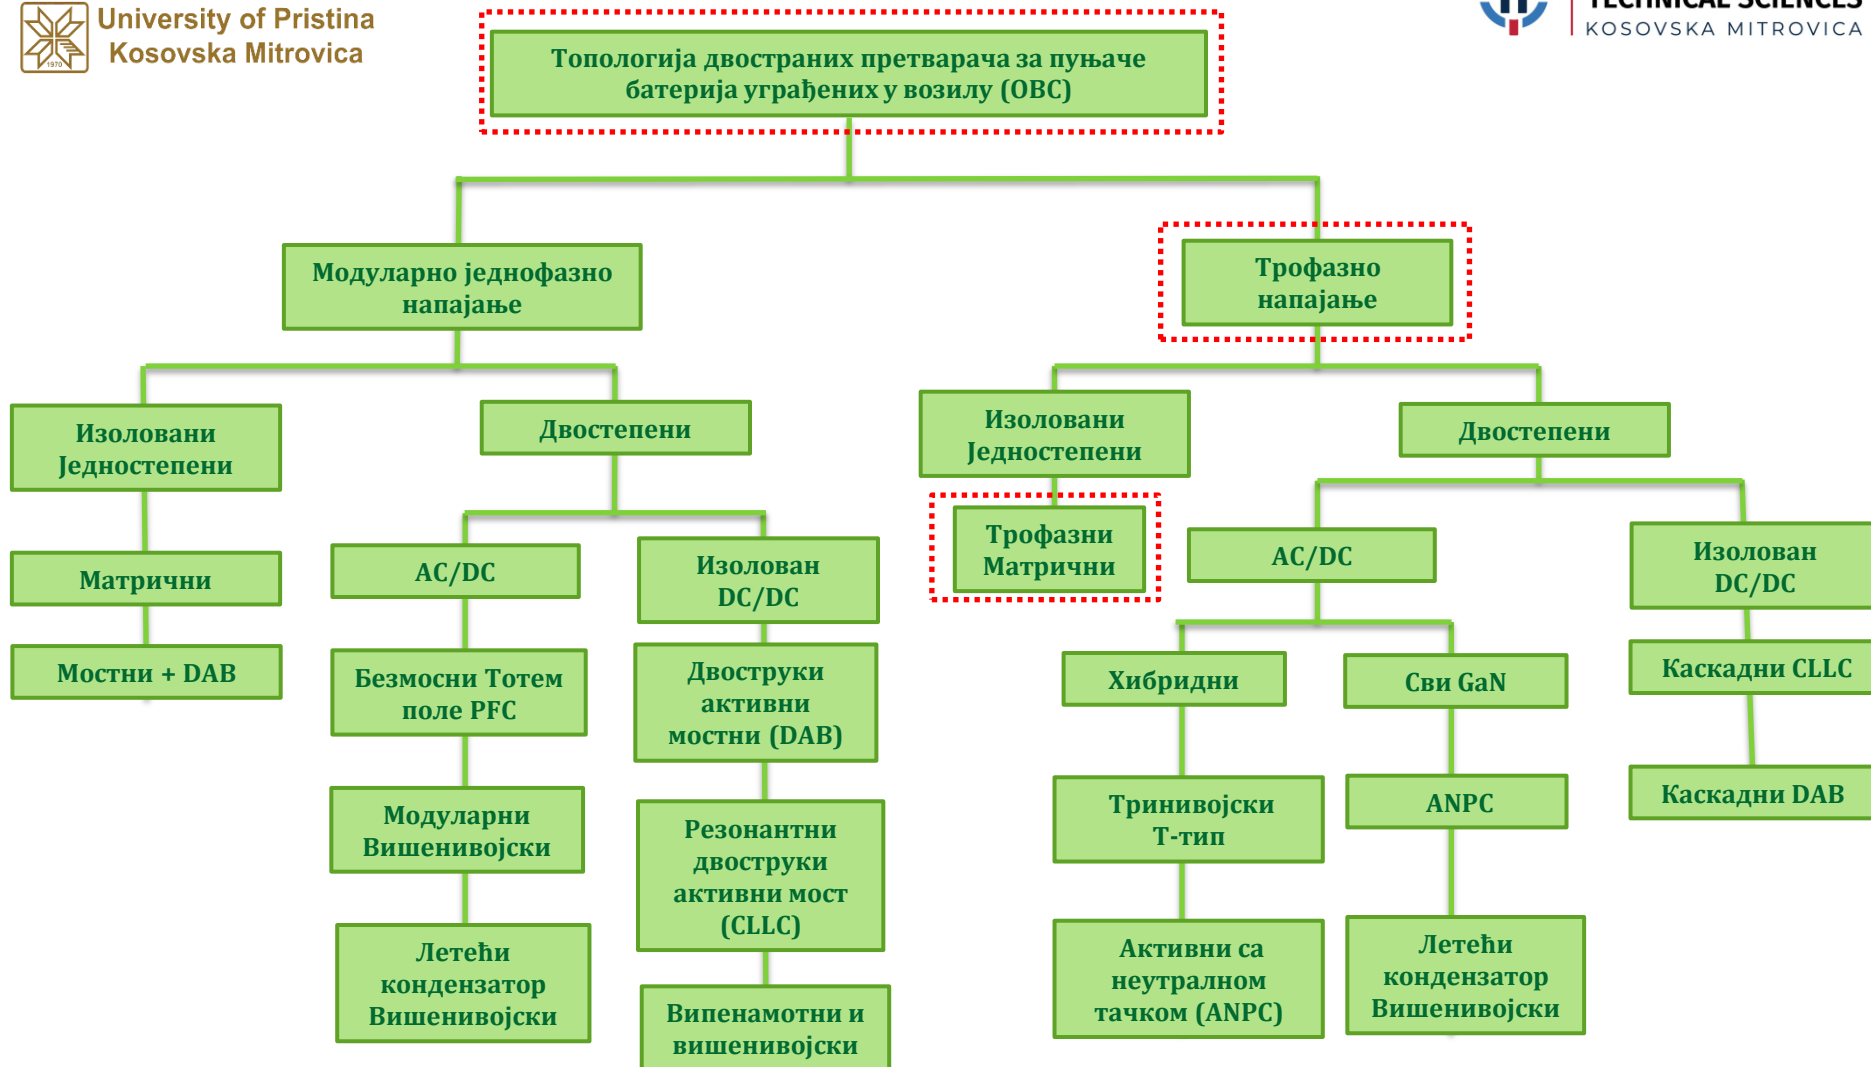 University of Pristina
Kosovska Mitrovica
1970
TECHNICAL SCIENCES
KOSOVSKA MITROVICA
Топологија двостраних претварача за пуњаче
батерија уграђених у возилу (OBC)
Модуларно једнофазно
напајање
Трофазно
напајање
Изоловани
Једностепени
Двостепени
Изоловани
Једностепени
Двостепени
Матрични
AC/DC
Изолован
DC/DC
Трофазни
Матрични
AC/DC
Изолован
DC/DC
Мостни + DAB
Безмосни Тотем
поле PFC
Двоструки
активни
мостни (DAB)
Хибридни
Сви GaN
Каскадни CLLC
Модуларни
Вишенивојски
Резонантни
двоструки
активни мост
(CLLC)
Тринивојски
Т-тип
ANPC
Каскадни DAB
Летећи
кондензатор
Вишенивојски
Випенамотни и
вишенивојски
Активни са
неутралном
тачком (ANPC)
Летећи
кондензатор
Вишенивојски